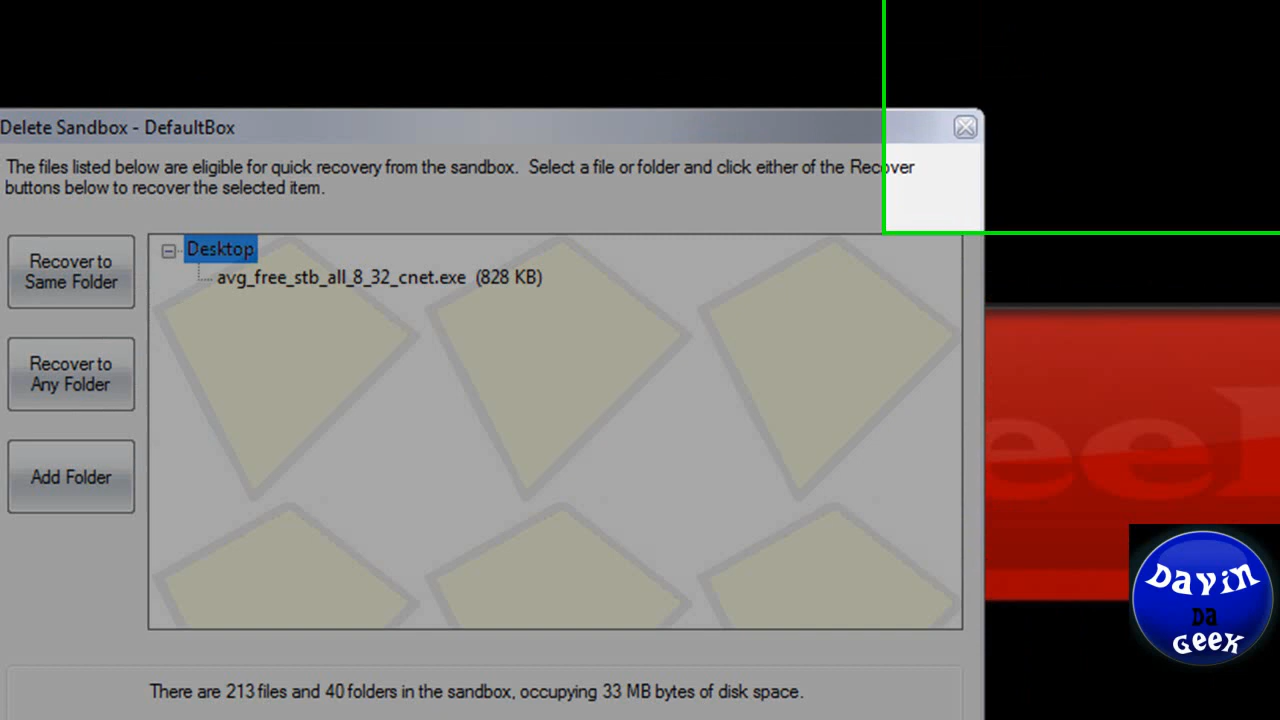 Delete Sandbox - DefaultBox
The files listed below are eligible for quick recovery from the sandbox. Select a file or folder and click either of the Recover
buttons below to recover the selected item.
Recover to
Same Folder
Desktop
avg_free_stb_all_8_32_cnet.exe (828 KB)
Recover to
Any Folder
Add Folder
Davin
Da
Geek
There are 213 files and 40 folders in the sandbox, occupying 33 MB bytes of disk space.